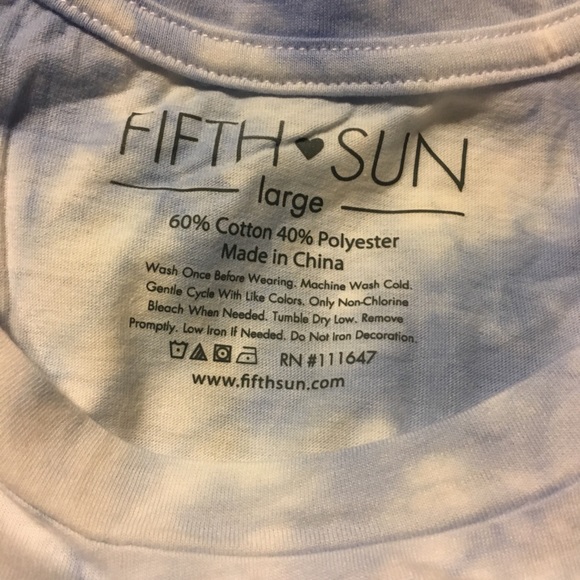 FIFTH SUN
large
60% Cotton 40% Polyester
Made in China
Wash Once Before Wearing. Machine Wash Cold.
Gentle Cycle With Like Colors. Only Non-Chlorine
Bleach When Needed. Tumble Dry Low. Remove
Promptly. Low Iron If Needed. Do Not Iron Decoration.
RN #111647
www.fifthsun.com